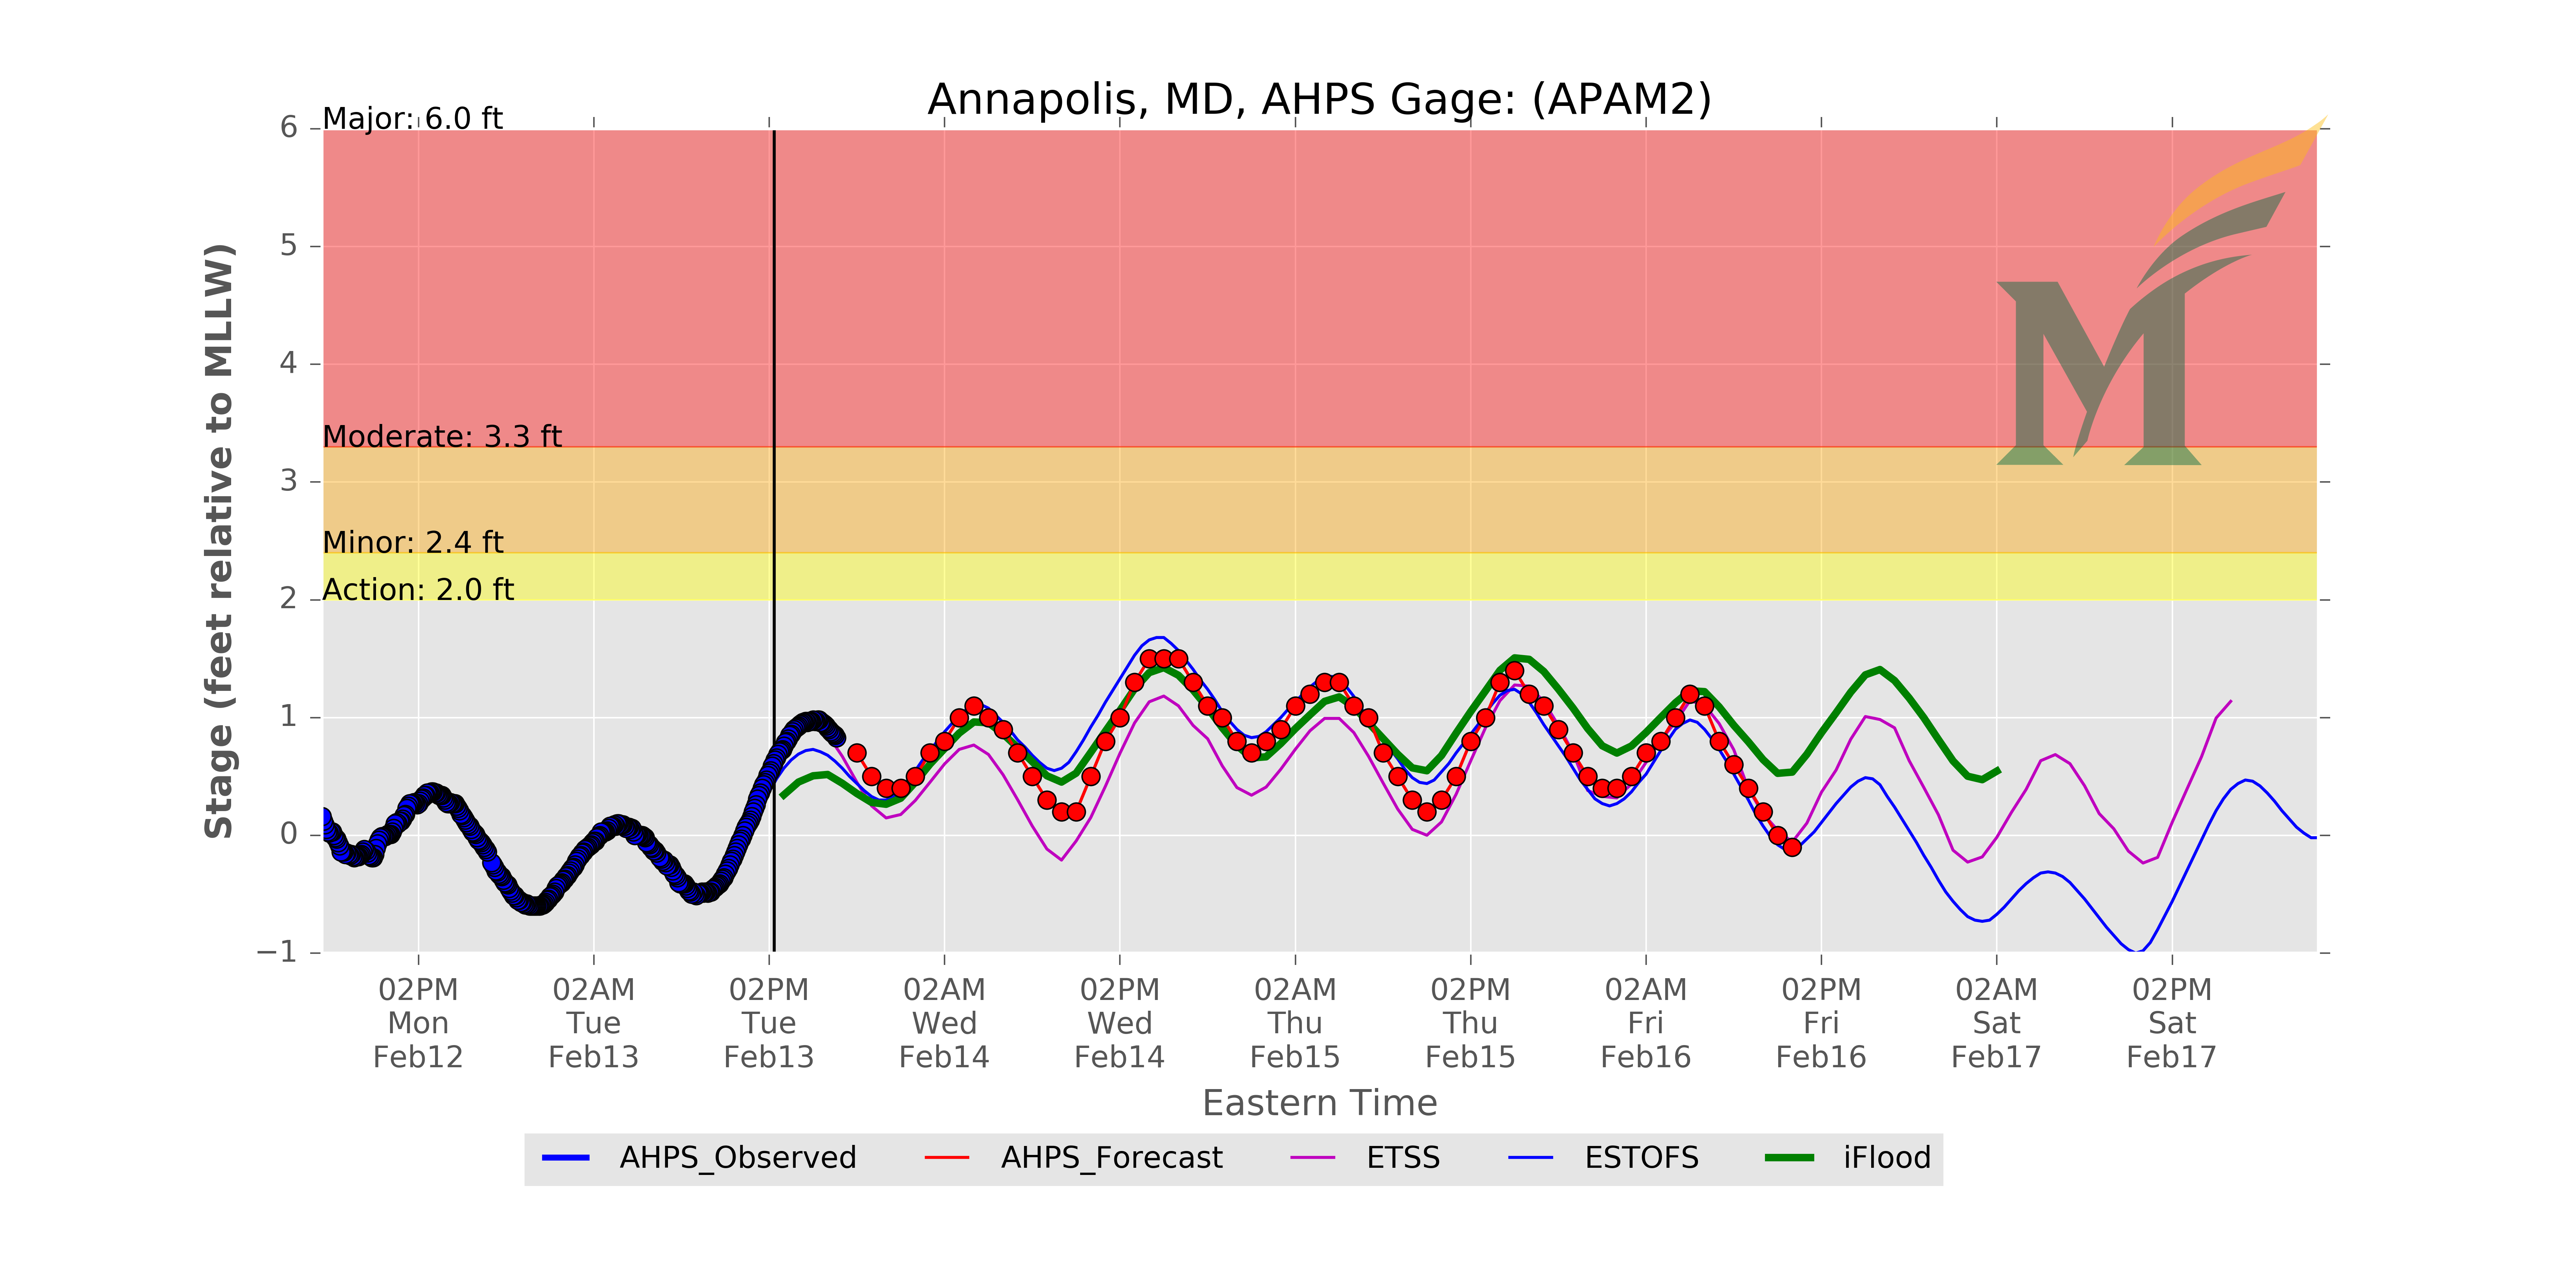 Annapolis, MD, AHPS Gage: (APAM2)
Major: 6.0 ft
Moderate: 3.3 ft
Minor: 2.4 ft
Action: 2.0 ft
6
5
4
3
2
1
0
−1
Stage (feet relative to MLLW)
02PM Mon Feb12
02AM Tue Feb13
02PM Tue Feb13
02AM Wed Feb14
02PM Wed Feb14
02AM Thu Feb15
02PM Thu Feb15
02AM Fri Feb16
02PM Fri Feb16
02AM Sat Feb17
02PM Sat Feb17
Eastern Time
AHPS_Observed AHPS_Forecast ETSS ESTOFS iFlood
M